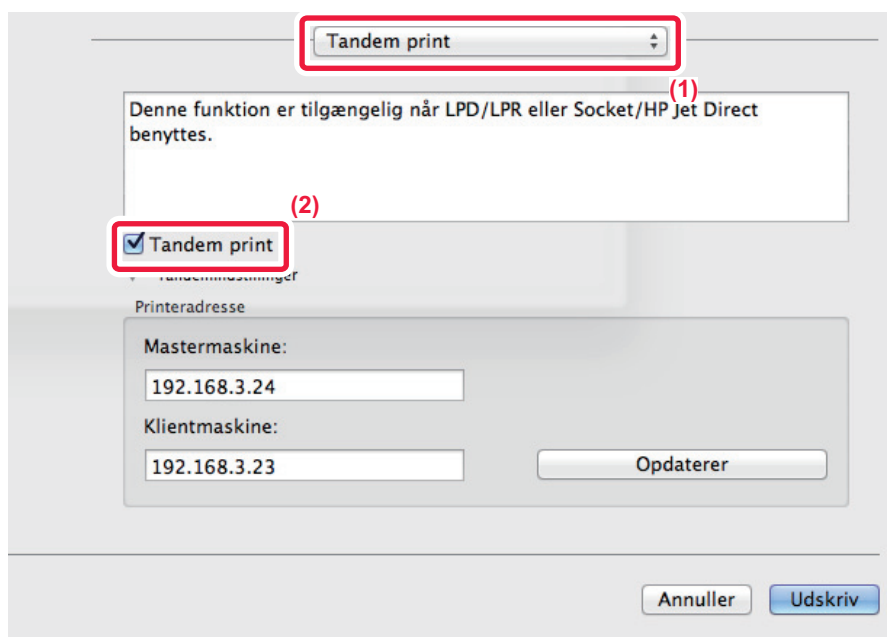 Tandem print
(1)
Denne funktion er tilgængelig når LPD/LPR eller Socket/HP Jet Direct
benyttes.
(2)
Tandem print
Tandemindstillinger
Printeradresse
Mastermaskine:
192.168.3.24
Klientmaskine:
192.168.3.23
Opdaterer
Annuller
Udskriv